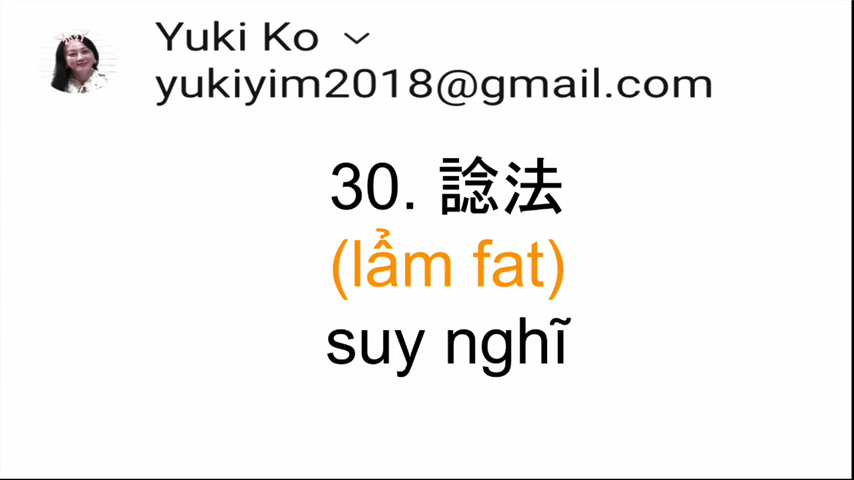 Yuki Ko
yukiyim2018@gmail.com
30. 諗法
(lẩm fat)
suy nghĩ